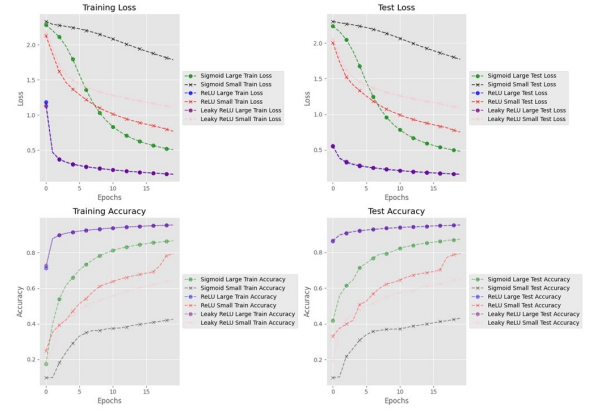 Training Loss
2.0
1.5
1.0
0.5
Loss
0
5
10
15
Epochs
Sigmoid Large Train Loss
Sigmoid Small Train Loss
ReLU Large Train Loss
ReLU Small Train Loss
Leaky ReLU Large Train Loss
Leaky ReLU Small Train Loss
Test Loss
2.0
1.5
1.0
0.5
Loss
0
5
10
15
Epochs
Sigmoid Large Test Loss
Sigmoid Small Test Loss
ReLU Large Test Loss
ReLU Small Test Loss
Leaky ReLU Large Test Loss
Leaky ReLU Small Test Loss
Training Accuracy
0.8
0.6
0.4
0.2
Accuracy
0
5
10
15
Epochs
Sigmoid Large Train Accuracy
Sigmoid Small Train Accuracy
ReLU Large Train Accuracy
ReLU Small Train Accuracy
Leaky ReLU Large Train Accuracy
Leaky ReLU Small Train Accuracy
Test Accuracy
0.8
0.6
0.4
0.2
Accuracy
0
5
10
15
Epochs
Sigmoid Large Test Accuracy
Sigmoid Small Test Accuracy
ReLU Large Test Accuracy
ReLU Small Test Accuracy
Leaky ReLU Large Test Accuracy
Leaky ReLU Small Test Accuracy